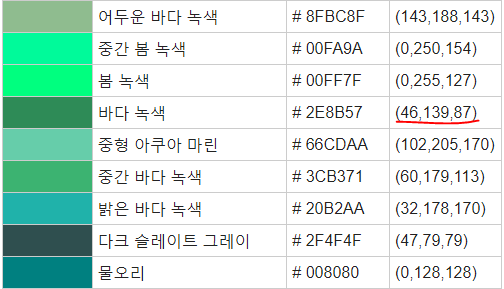 어두운 바다 녹색 # 8FBC8F (143,188,143)
중간 봄 녹색 # 00FA9A (0,250,154)
봄 녹색 # 00FF7F (0,255,127)
바다 녹색 # 2E8B57 (46,139,87)
중형 아쿠아 마린 # 66CDAA (102,205,170)
중간 바다 녹색 # 3CB371 (60,179,113)
밝은 바다 녹색 # 20B2AA (32,178,170)
다크 슬레이트 그레이 # 2F4F4F (47,79,79)
물오리 # 008080 (0,128,128)